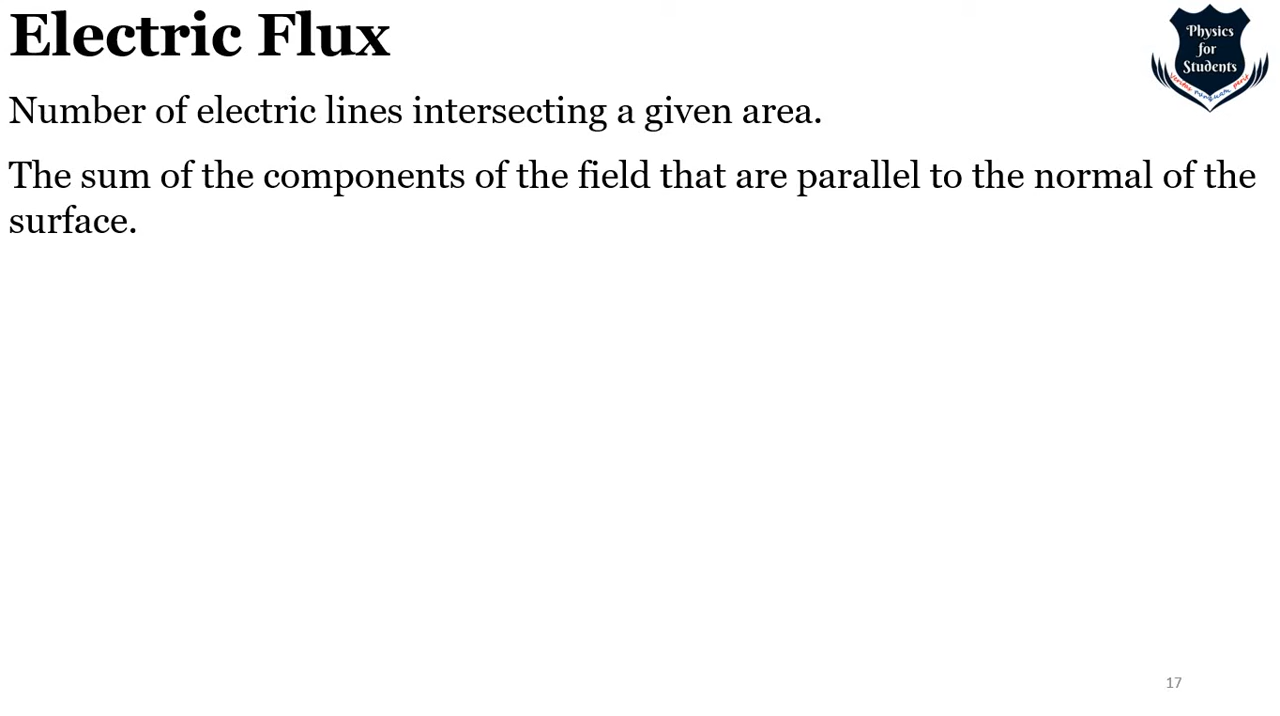 Electric Flux
Physics
for
Students
Number of electric lines intersecting a given area.
The sum of the components of the field that are parallel to the normal of the
surface.
17